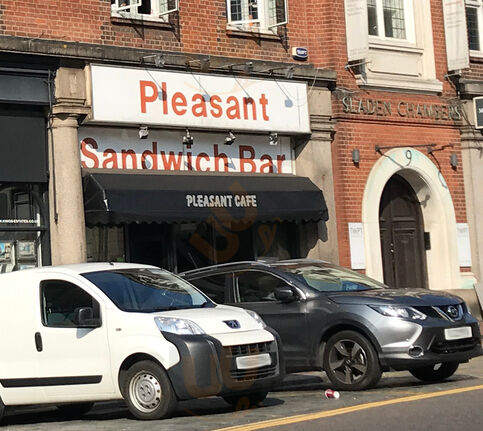 Pleasant
Sandwich Bar
PLEASANT CAFE
SLADEN CHAMBERS
9